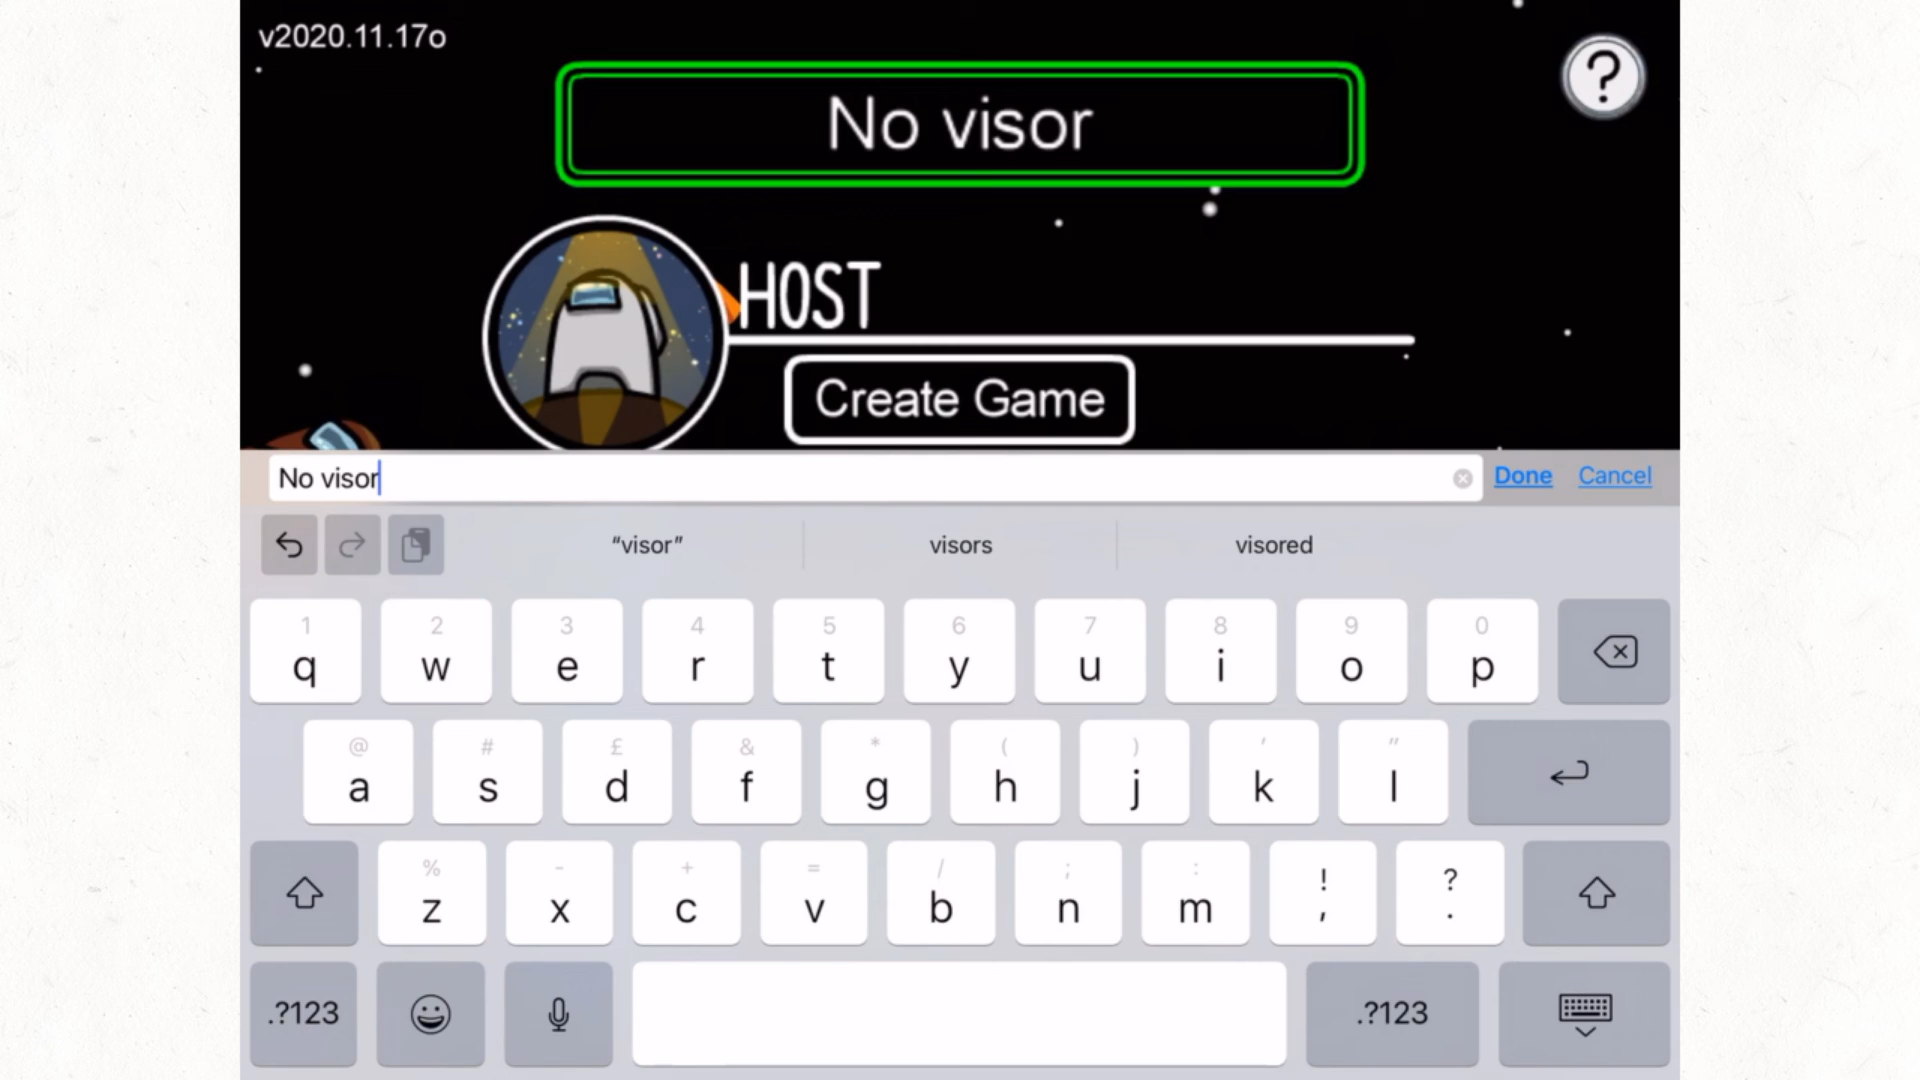 v2020.11.17o
?
No visor
HOST
Create Game
No visor Done Cancel
“visor” visors visored
1 2 3 4 5 6 7 8 9 0
q w e r t y u i o p
@ # £ & * ( ) ' "
a s d f g h j k l
% - + = / ; : ! ?
z x c v b n m , .
.?123 .?123